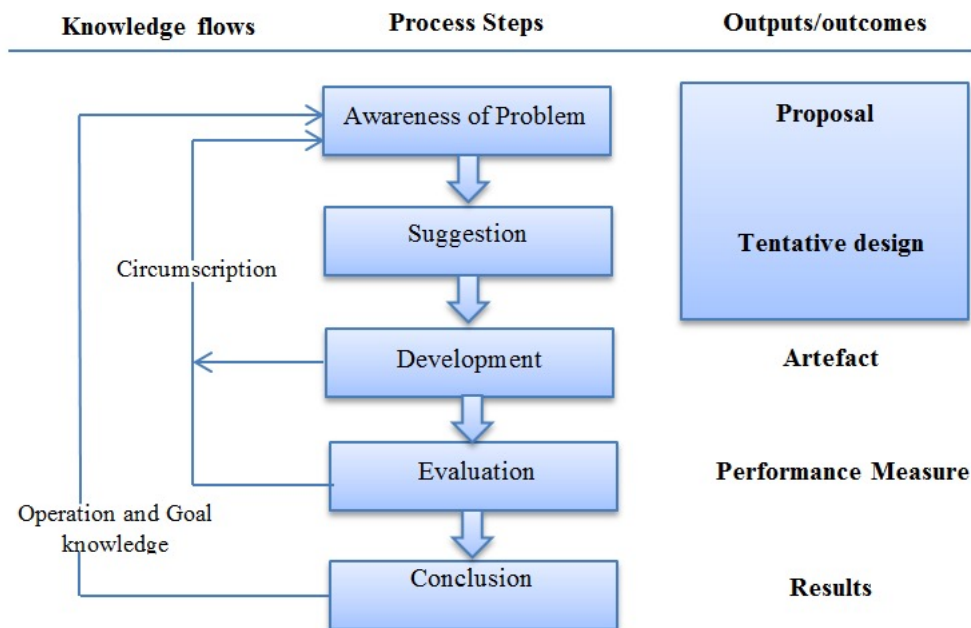 Knowledge flows
Process Steps
Outputs/outcomes
Awareness of Problem
Proposal
Suggestion
Tentative design
Circumscription
Development
Artefact
Evaluation
Performance Measure
Operation and Goal
knowledge
Conclusion
Results